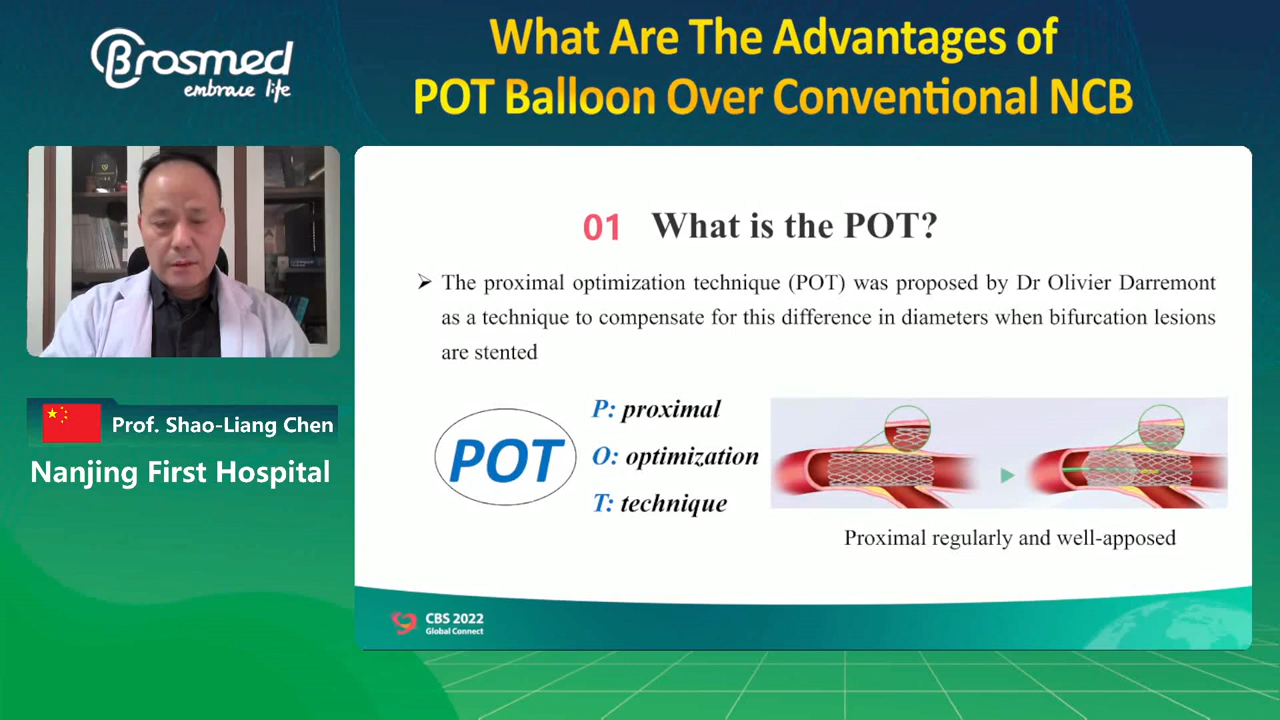 Brosmed
embrace life
What Are The Advantages of
POT Balloon Over Conventional NCB
Prof. Shao-Liang Chen
Nanjing First Hospital
01 What is the POT?
➢ The proximal optimization technique (POT) was proposed by Dr Olivier Darremont
as a technique to compensate for this difference in diameters when bifurcation lesions
are stented
POT
P: proximal
O: optimization
T: technique
Proximal regularly and well-apposed
CBS 2022
Global Connect